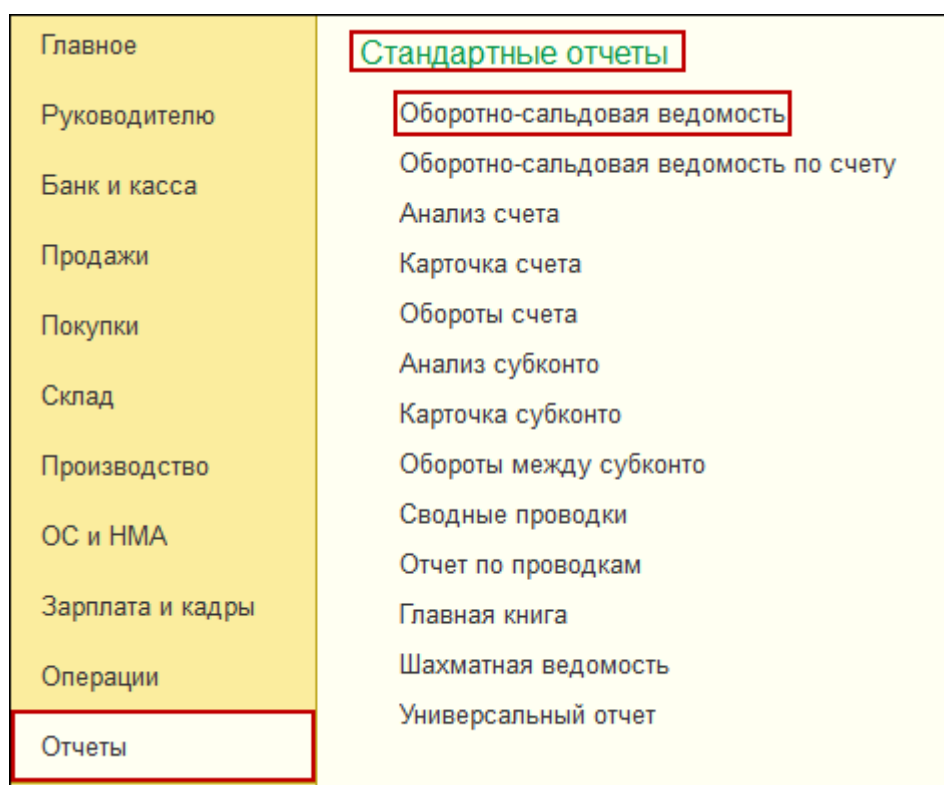 Главное
Руководителю
Банк и касса
Продажи
Покупки
Склад
Производство
ОС и НМА
Зарплата и кадры
Операции
Отчеты
Стандартные отчеты
Оборотно-сальдовая ведомость
Оборотно-сальдовая ведомость по счету
Анализ счета
Карточка счета
Обороты счета
Анализ субконто
Карточка субконто
Обороты между субконто
Сводные проводки
Отчет по проводкам
Главная книга
Шахматная ведомость
Универсальный отчет